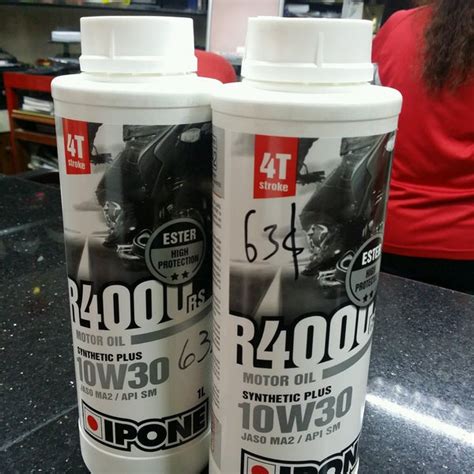 4T
stroke
ESTER
HIGH
PROTECTION
R4000RS
MOTOR OIL
SYNTHETIC PLUS
10W30
JASO MA2 / API SM
1L
IPONE
63
4T
stroke
63¢
ESTER
HIGH
PROTECTION
R4000RS
MOTOR OIL
SYNTHETIC PLUS
10W30
JASO MA2 / API SM
IPONE